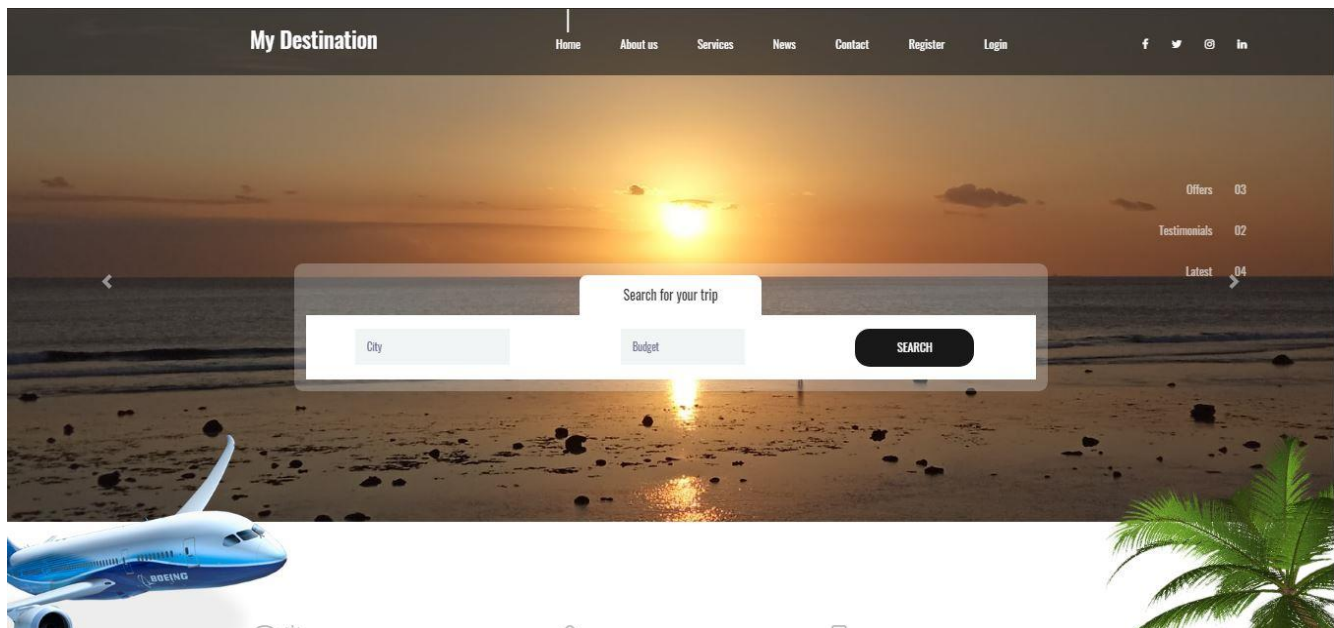 My Destination
Home About us Services News Contact Register Login
Offers 03
Testimonials 02
Latest 04
Search for your trip
City Budget SEARCH
BOEING